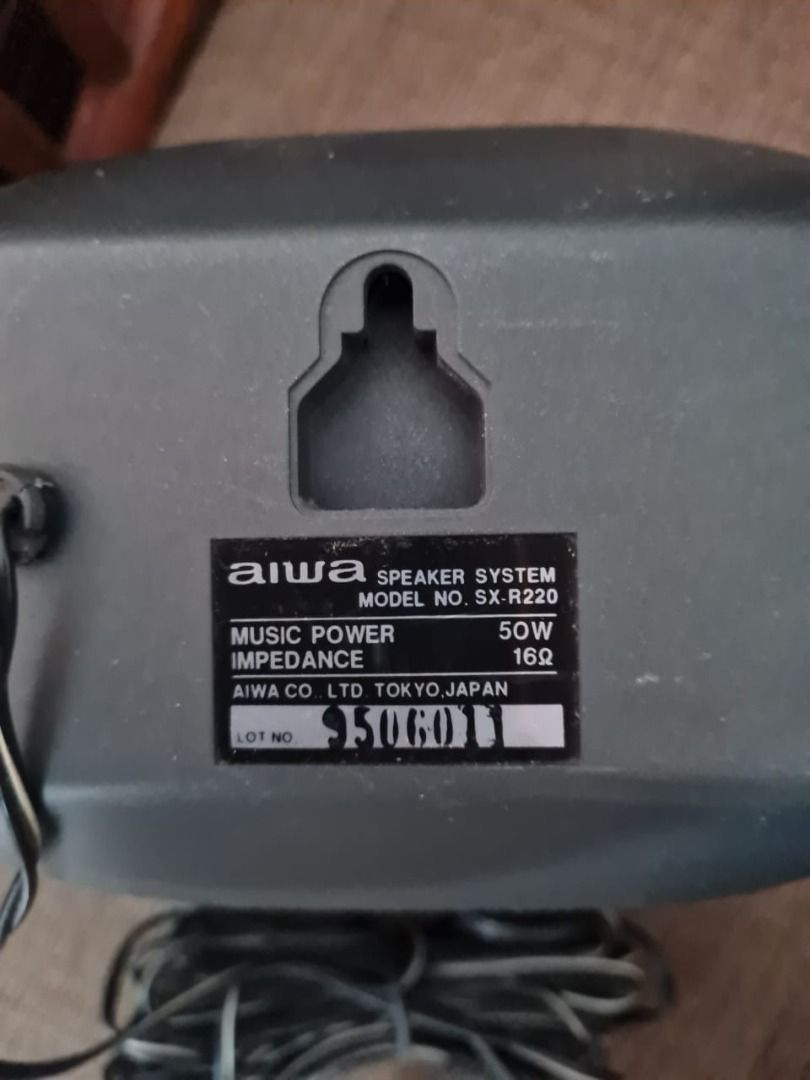 aiwa SPEAKER SYSTEM
MODEL NO. SX-R220
MUSIC POWER 50W
IMPEDANCE 16Ω
AIWA CO., LTD. TOKYO, JAPAN
LOT NO. 9506011